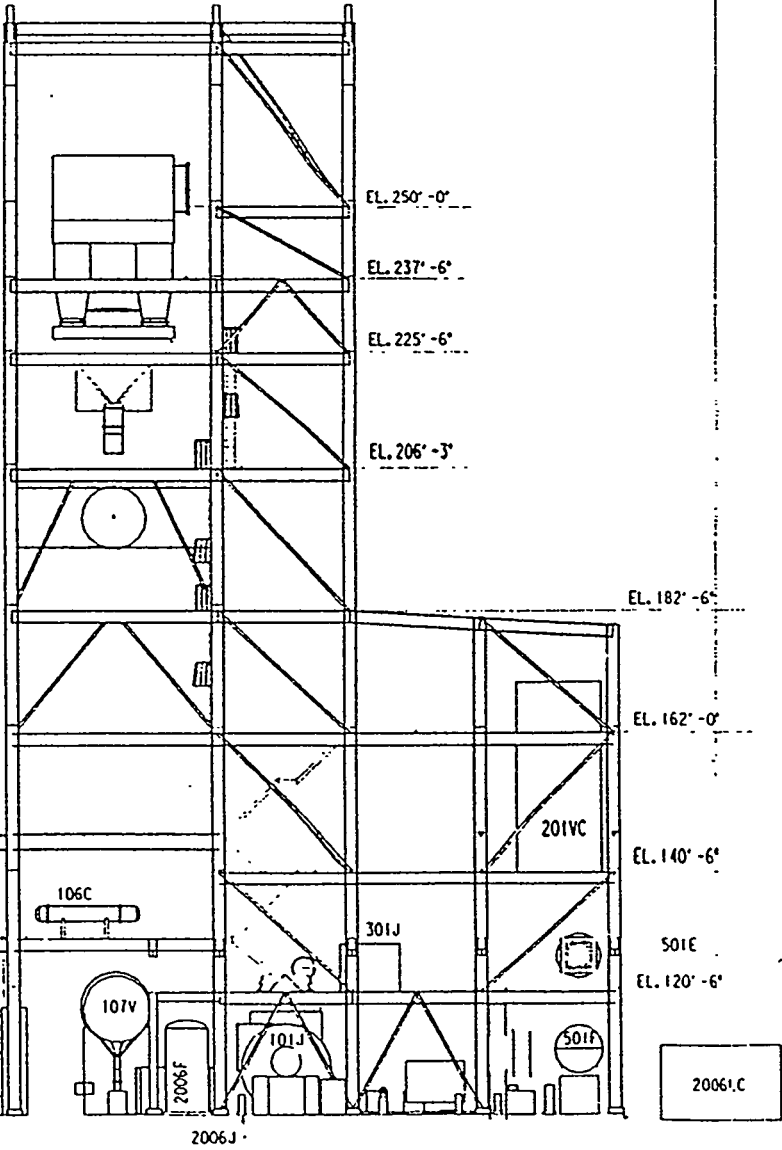 EL. 250' -0"
EL. 237' -6"
EL. 225' -6"
EL. 206' -3"
EL. 182' -6"
EL. 162' -0"
201VC
EL. 140' -6"
106C
301J
501E
EL. 120' -6"
107V
101J
501F
2006F
2006J